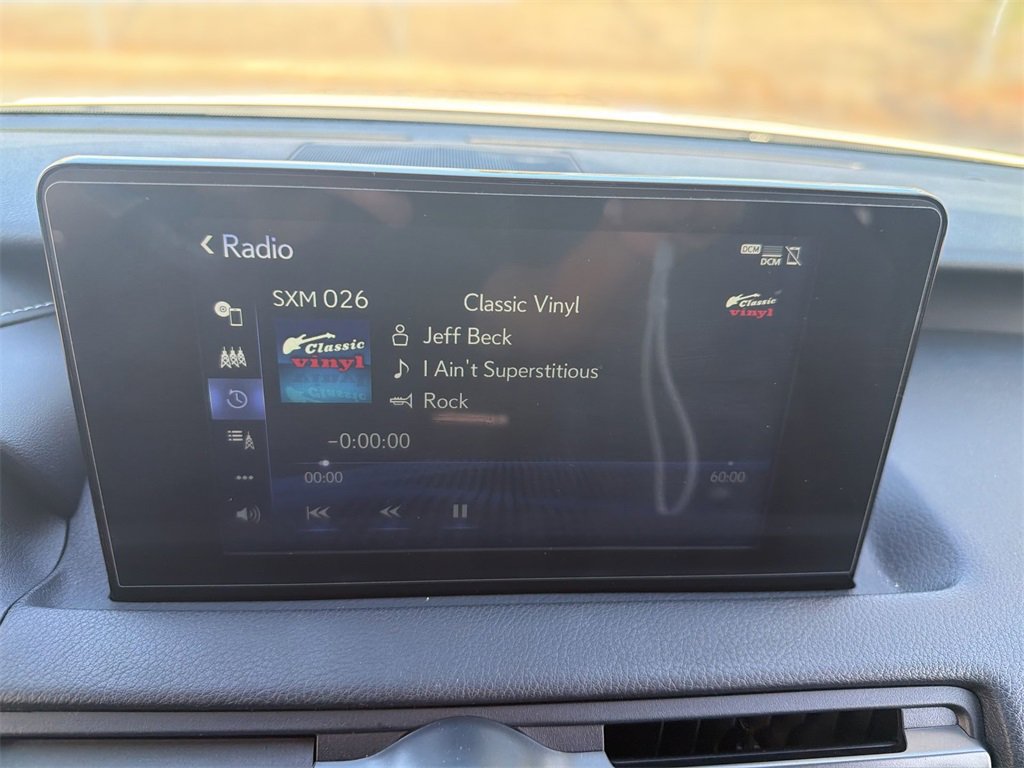 Radio
DCM
DCM
SXM 026
Classic Vinyl
Classic
vinyl
Classic
vinyl
Jeff Beck
I Ain't Superstitious
Rock
-0:00:00
00:00
60:00